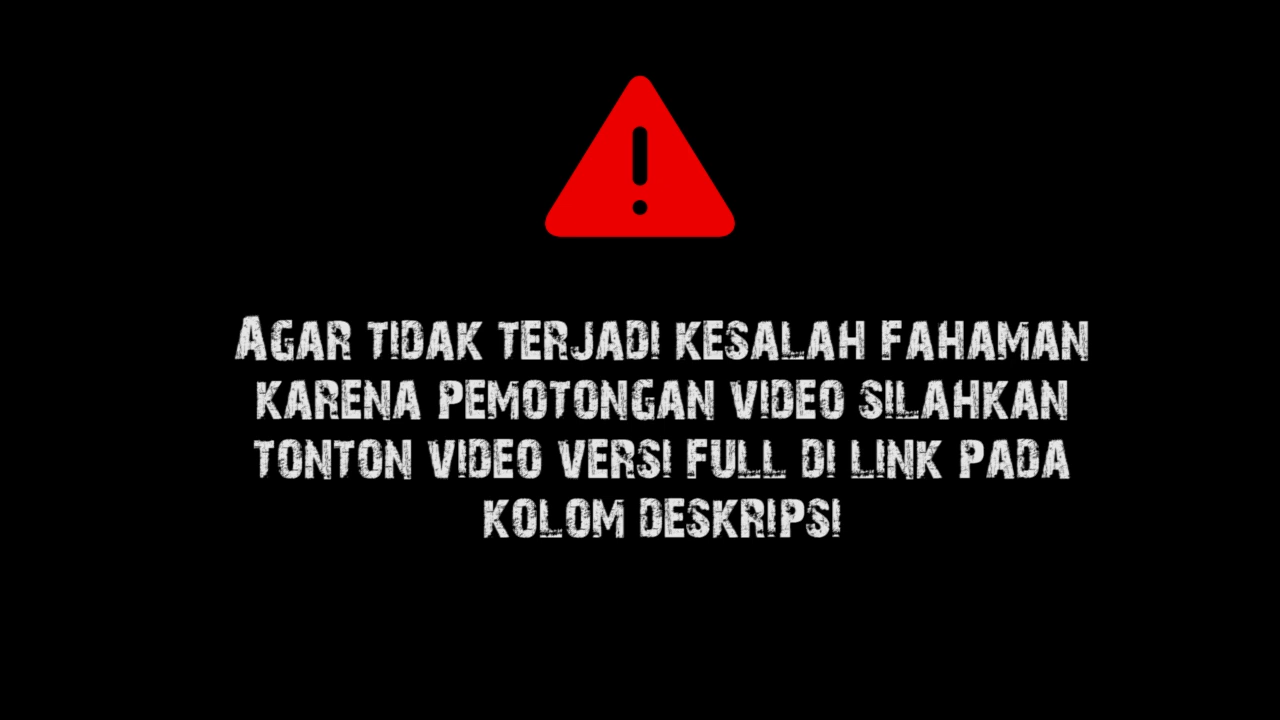 Agar tidak terjadi kesalah fahaman
karena pemotongan video silahkan
tonton video versi full di link pada
kolom deskripsi